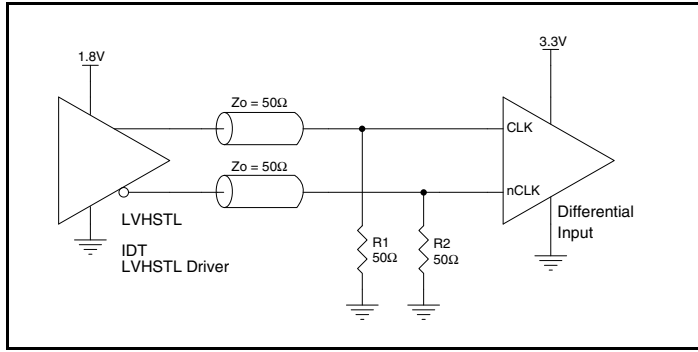 1.8V
3.3V
Zo = 50Ω
CLK
Zo = 50Ω
nCLK
LVHSTL
IDT
LVHSTL Driver
R1
50Ω
R2
50Ω
Differential
Input